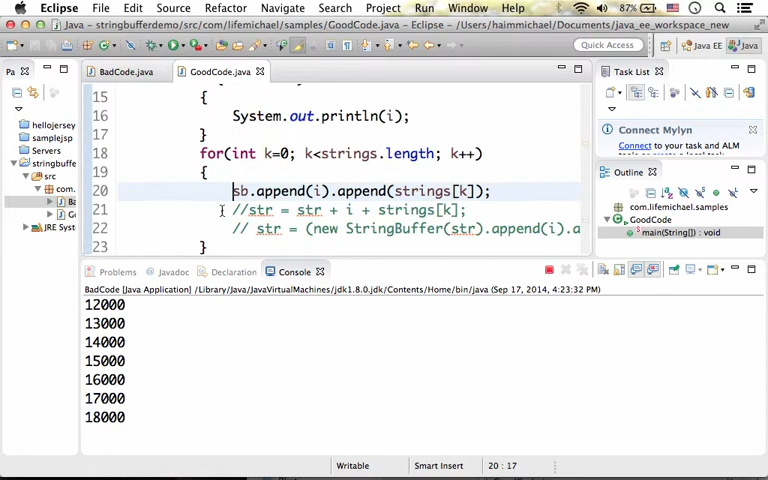 Eclipse File Edit Source Refactor Navigate Search Project Run Window Help 87%
Java – stringbufferdemo/src/com/lifemichael/samples/GoodCode.java – Eclipse – /Users/haimmichael/Documents/java_ee_workspace_new
Quick Access Java EE Java
Pa BadCode.java GoodCode.java Task List
hellojersey
samplejsp
Servers
stringbuffe
src
com.
Ba
Go
JRE Syste
15 {
16 System.out.println(i);
17 }
18 for(int k=0; k<strings.length; k++)
19 {
20 sb.append(i).append(strings[k]);
21 //str = str + i + strings[k];
22 // str = (new StringBuffer(str).append(i).a
23 }
Connect Mylyn
Connect to your task and ALM
Outline
com.lifemichael.samples
GoodCode
main(String[]) : void
Problems Javadoc Declaration Console
BadCode [Java Application] /Library/Java/JavaVirtualMachines/jdk1.8.0.jdk/Contents/Home/bin/java (Sep 17, 2014, 4:23:32 PM)
12000
13000
14000
15000
16000
17000
18000
Writable Smart Insert 20 : 17